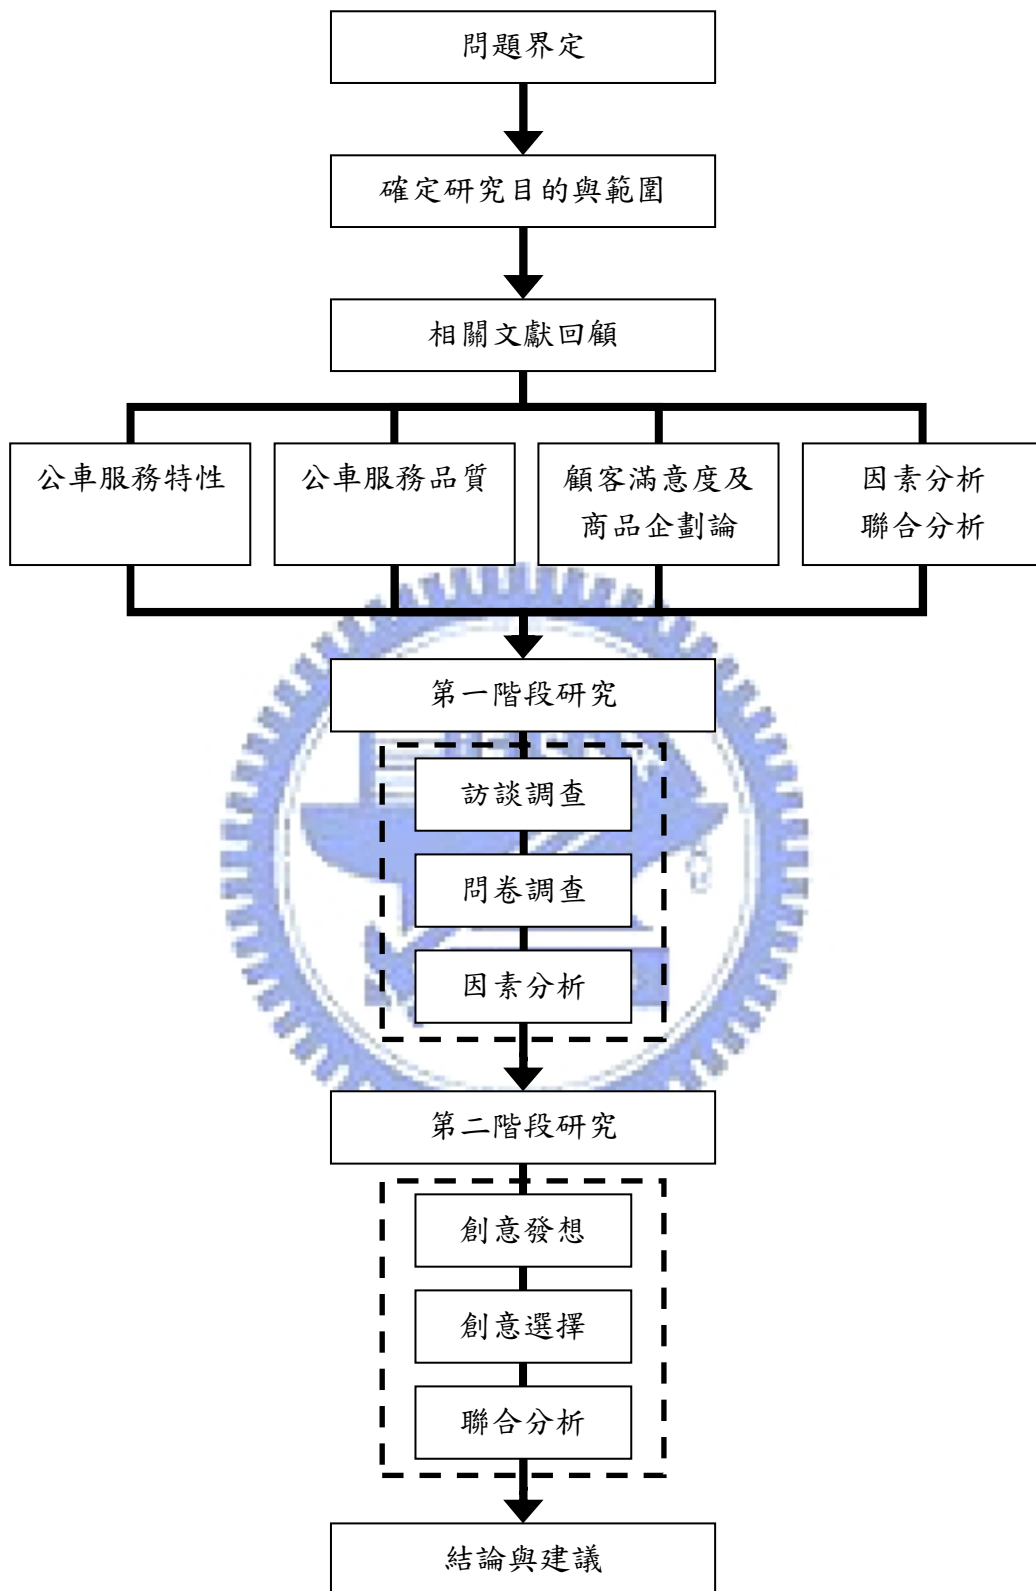 問題界定
確定研究目的與範圍
相關文獻回顧
公車服務特性
公車服務品質
顧客滿意度及
商品企劃論
因素分析
聯合分析
第一階段研究
訪談調查
問卷調查
因素分析
第二階段研究
創意發想
創意選擇
聯合分析
結論與建議